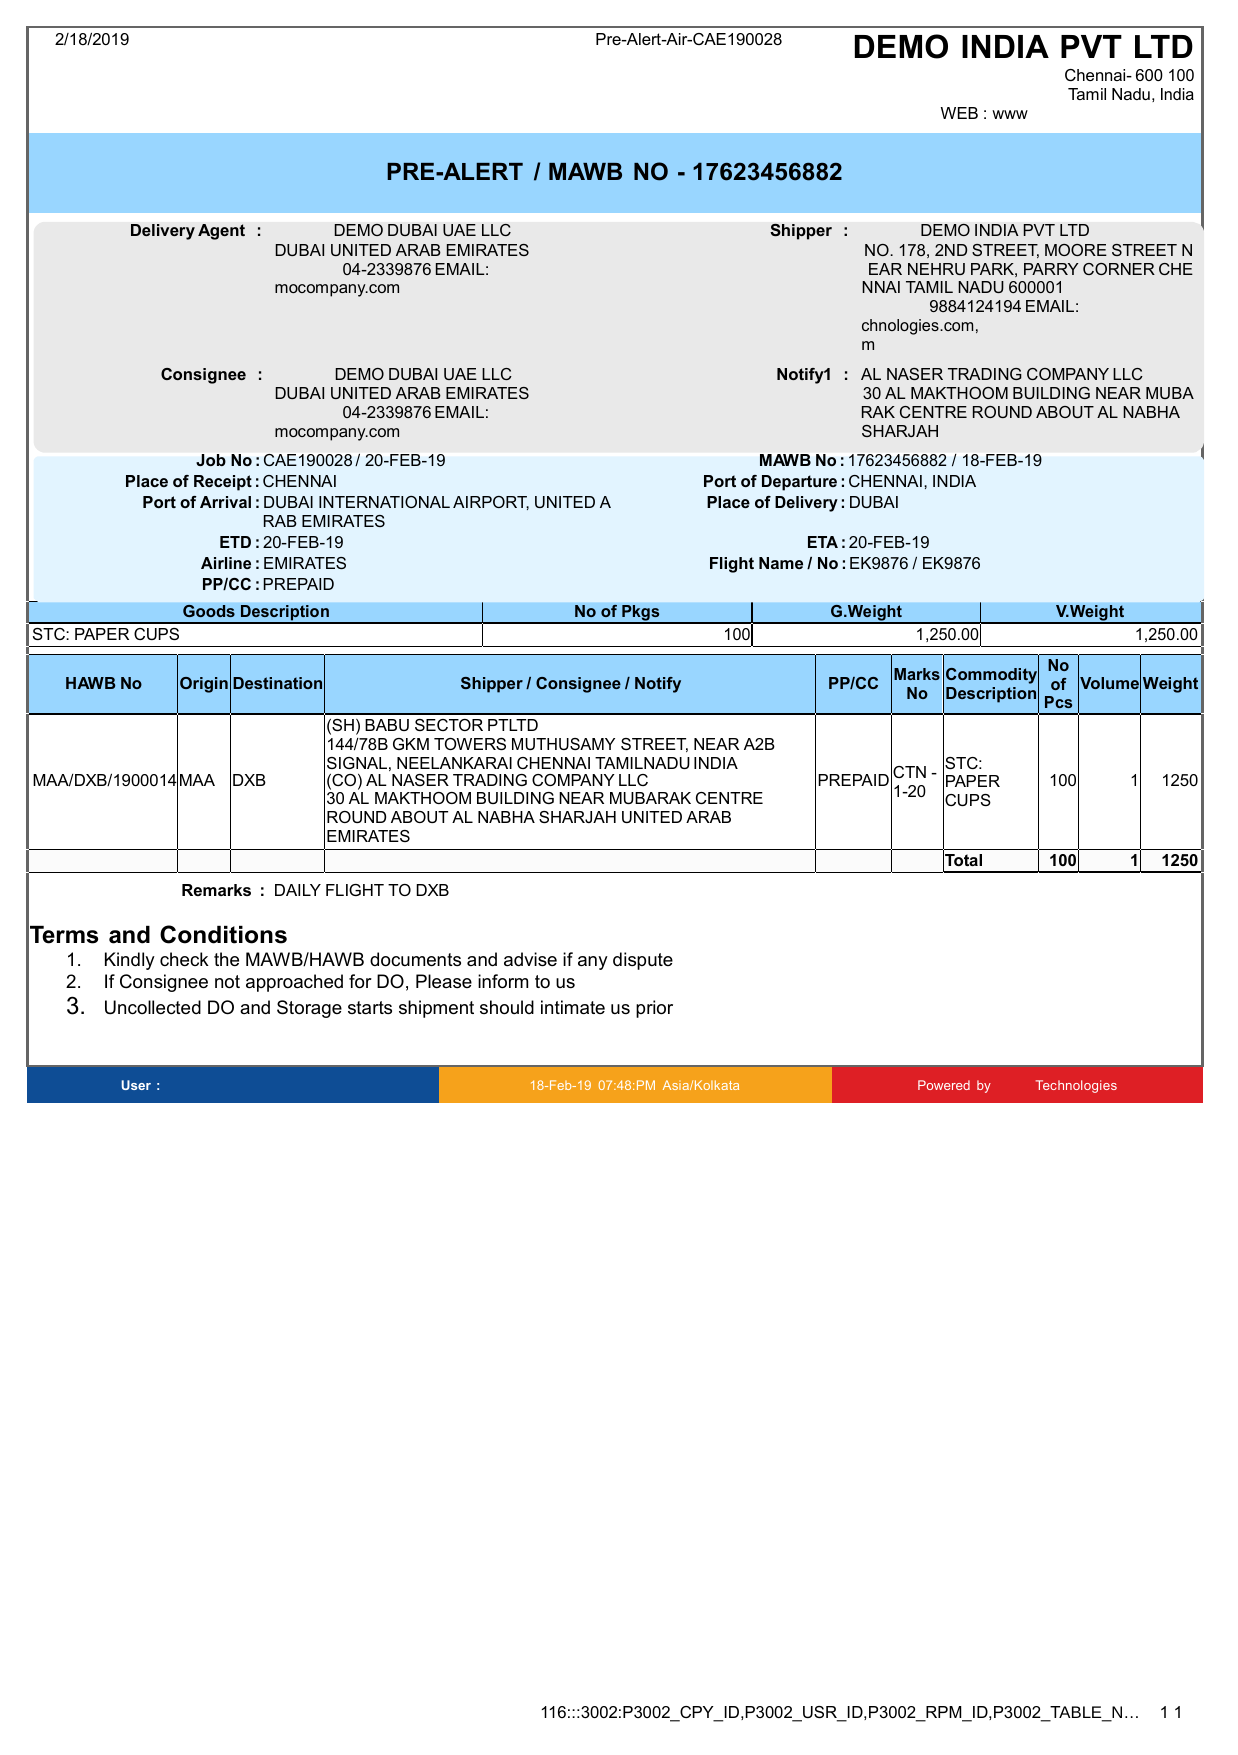 2/18/2019 Pre-Alert-Air-CAE190028 DEMO INDIA PVT LTD
Chennai- 600 100
Tamil Nadu, India
WEB : www
PRE-ALERT / MAWB NO - 17623456882
Delivery Agent : DEMO DUBAI UAE LLC
DUBAI UNITED ARAB EMIRATES
04-2339876 EMAIL:
mocompany.com
Shipper : DEMO INDIA PVT LTD
NO. 178, 2ND STREET, MOORE STREET N
EAR NEHRU PARK, PARRY CORNER CHE
NNAI TAMIL NADU 600001
9884124194 EMAIL:
chnologies.com,
m
Consignee : DEMO DUBAI UAE LLC
DUBAI UNITED ARAB EMIRATES
04-2339876 EMAIL:
mocompany.com
Notify1 : AL NASER TRADING COMPANY LLC
30 AL MAKTHOOM BUILDING NEAR MUBA
RAK CENTRE ROUND ABOUT AL NABHA
SHARJAH
Job No : CAE190028 / 20-FEB-19 MAWB No : 17623456882 / 18-FEB-19
Place of Receipt : CHENNAI Port of Departure : CHENNAI, INDIA
Port of Arrival : DUBAI INTERNATIONAL AIRPORT, UNITED A Place of Delivery : DUBAI
RAB EMIRATES
ETD : 20-FEB-19 ETA : 20-FEB-19
Airline : EMIRATES Flight Name / No : EK9876 / EK9876
PP/CC : PREPAID
Goods Description No of Pkgs G.Weight V.Weight
STC: PAPER CUPS 100 1,250.00 1,250.00
HAWB No Origin Destination Shipper / Consignee / Notify PP/CC Marks No Commodity Description No of Pcs Volume Weight
(SH) BABU SECTOR PTLTD
144/78B GKM TOWERS MUTHUSAMY STREET, NEAR A2B
SIGNAL, NEELANKARAI CHENNAI TAMILNADU INDIA
MAA/DXB/1900014 MAA DXB (CO) AL NASER TRADING COMPANY LLC PREPAID CTN - 1-20 STC: PAPER CUPS 100 1 1250
30 AL MAKTHOOM BUILDING NEAR MUBARAK CENTRE
ROUND ABOUT AL NABHA SHARJAH UNITED ARAB
EMIRATES
Total 100 1 1250
Remarks : DAILY FLIGHT TO DXB
Terms and Conditions
1. Kindly check the MAWB/HAWB documents and advise if any dispute
2. If Consignee not approached for DO, Please inform to us
3. Uncollected DO and Storage starts shipment should intimate us prior
User : 18-Feb-19 07:48:PM Asia/Kolkata Powered by Technologies
116:::3002:P3002_CPY_ID,P3002_USR_ID,P3002_RPM_ID,P3002_TABLE_N… 1 1